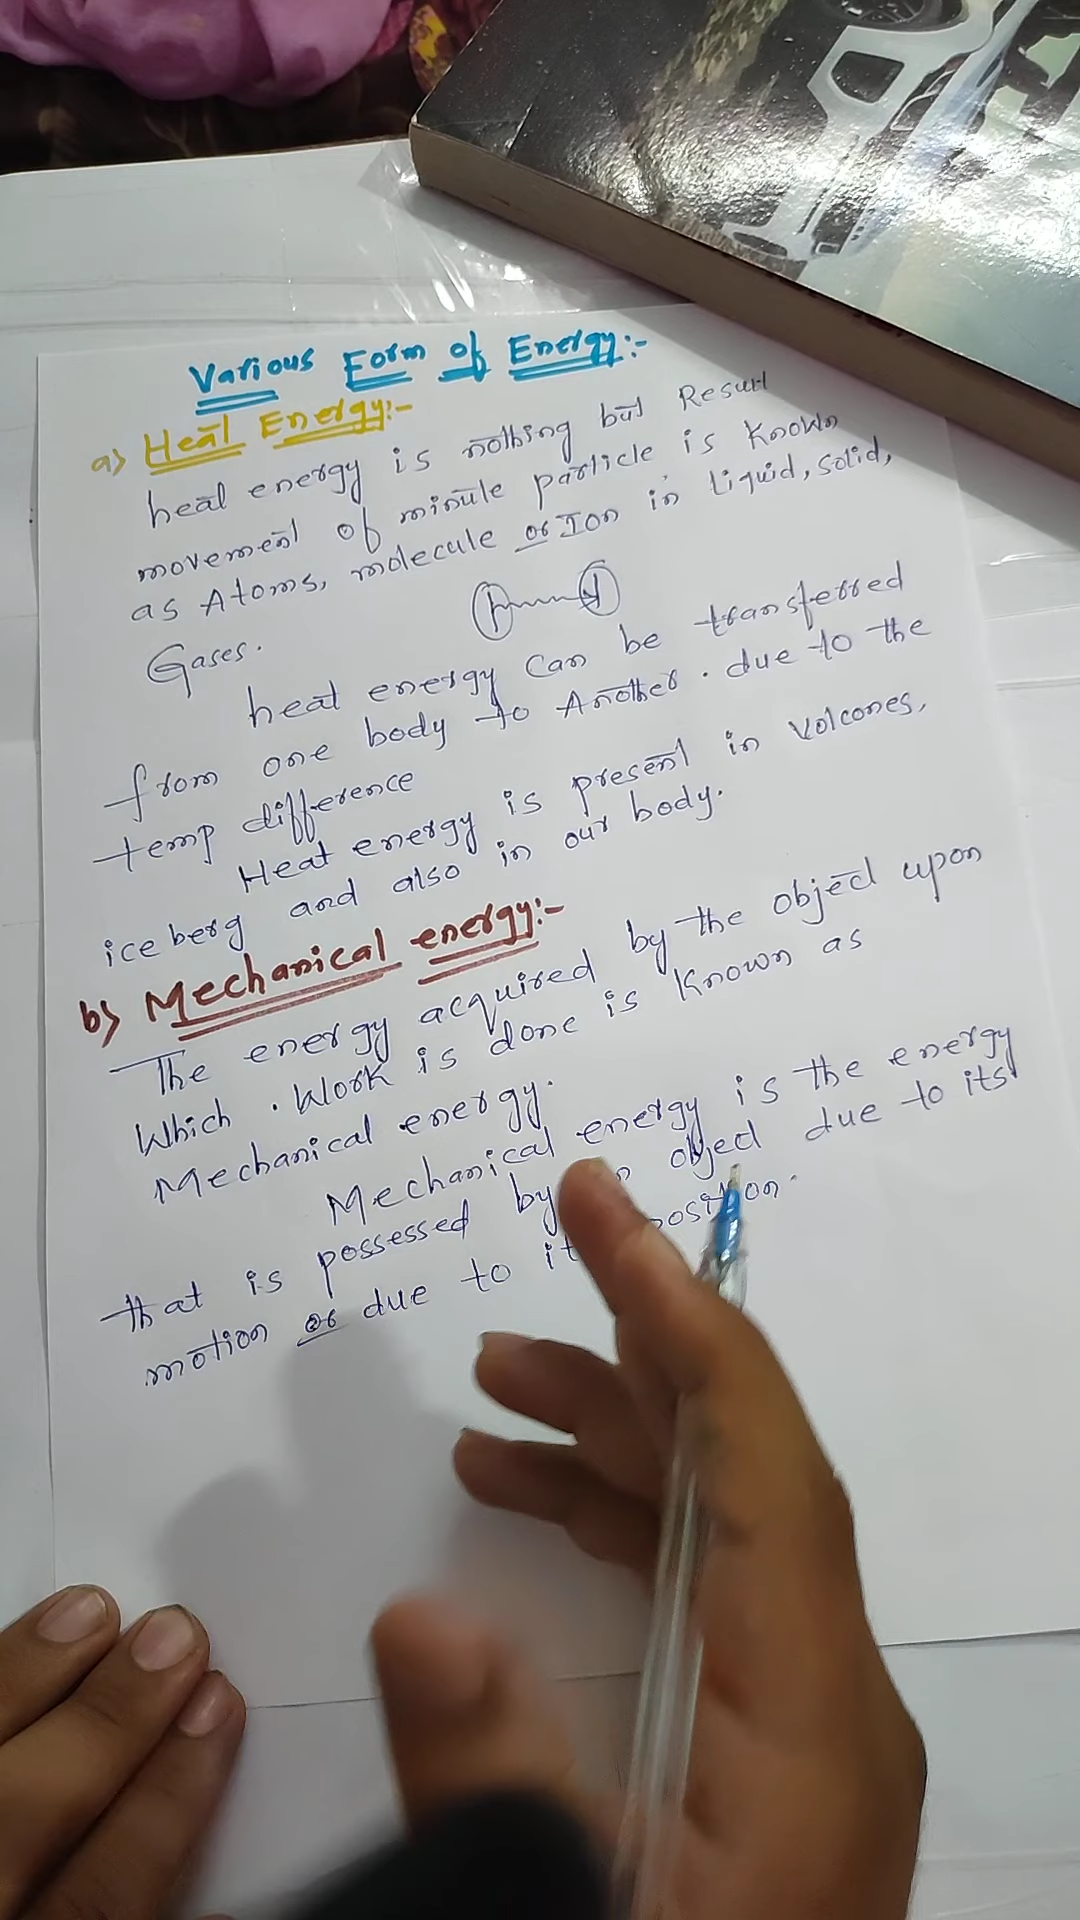 Various Form of Energy:-
a) Heat Energy:-
heat energy is nothing but Result
movement of minute particle is Known
as Atoms, molecule or Ion in Liquid, Solid,
Gases.
heat energy Can be transferred
from one body to Another . due to the
temp difference
Heat energy is present in Volcones,
ice berg and also in our body.
b) Mechanical energy:-
The energy acquired by the object upon
Which . Work is done is Known as
Mechanical energy.
Mechanical energy is the energy
that is possessed by object due to its
motion or due to position.